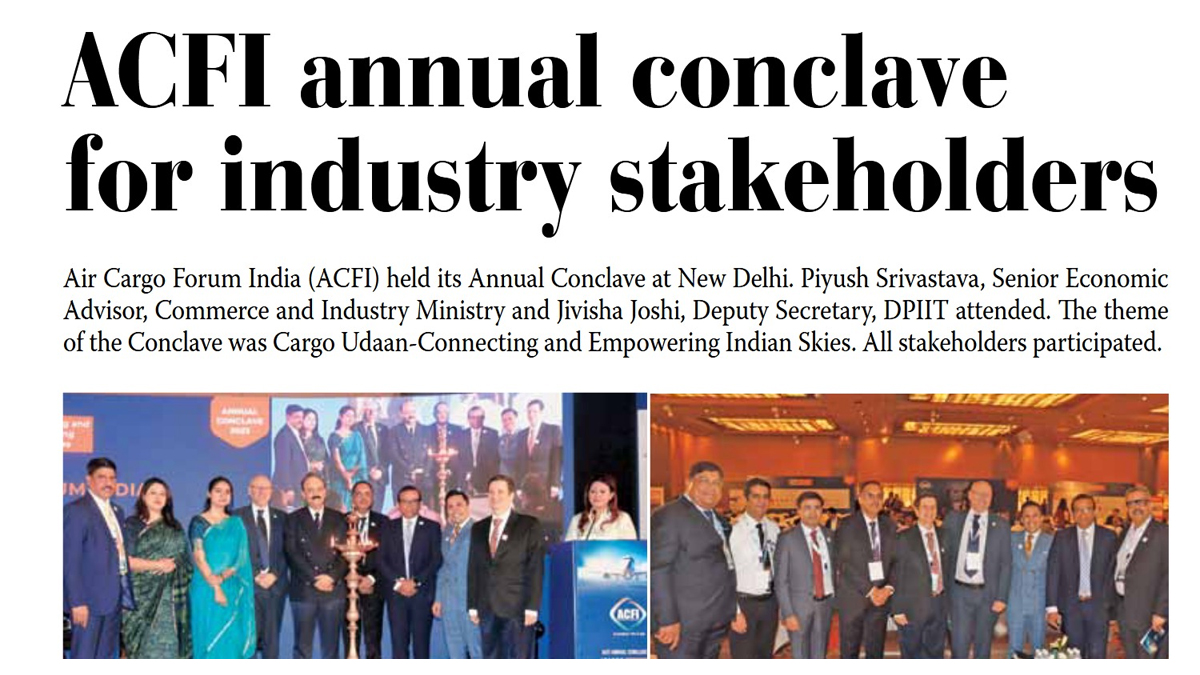 ACFI annual conclave
for industry stakeholders
Air Cargo Forum India (ACFI) held its Annual Conclave at New Delhi. Piyush Srivastava, Senior Economic
Advisor, Commerce and Industry Ministry and Jivisha Joshi, Deputy Secretary, DPIIT attended. The theme
of the Conclave was Cargo Udaan-Connecting and Empowering Indian Skies. All stakeholders participated.
ANNUAL
CONCLAVE
and
ACFI